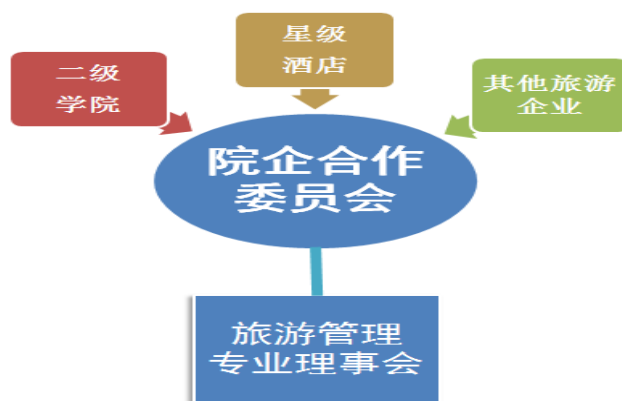 星级
酒店
二级
学院
其他旅游
企业
院企合作
委员会
旅游管理
专业理事会